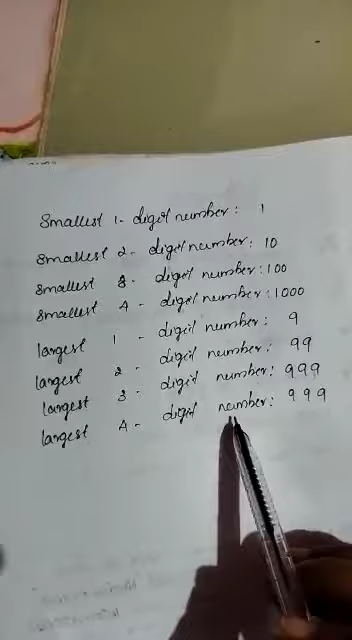 Smallest 1- digit number: 1
smallest 2- digit number: 10
smallest 3- digit number: 100
smallest 4- digit number: 1000
largest 1 - digit number: 9
largest 2 - digit number: 99
largest 3 - digit number: 999
largest 4 - digit number: 999